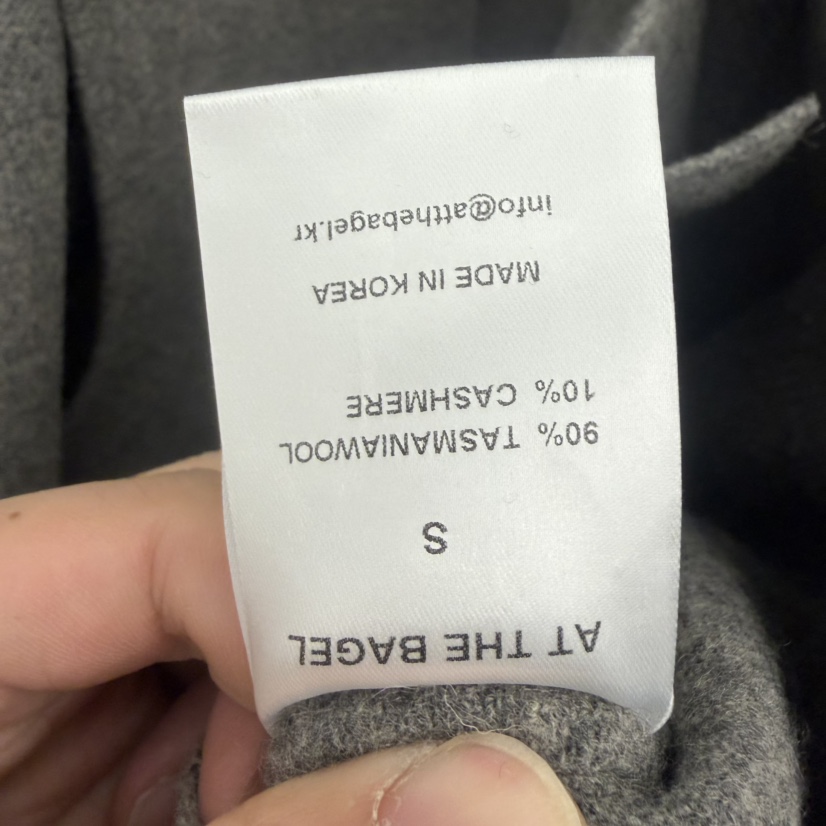 AT THE BAGEL
S
90% TASMANIAWOOL
10% CASHMERE
MADE IN KOREA
info@atthebagel.kr